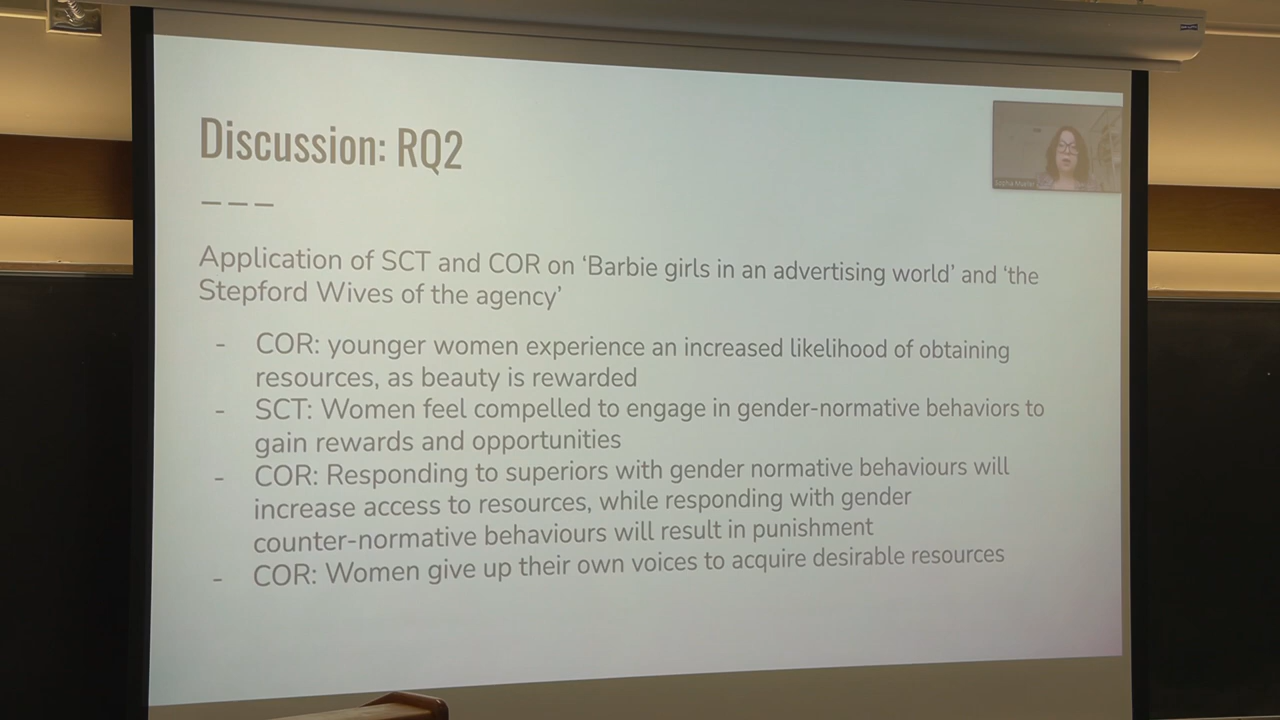 Discussion: RQ2
Application of SCT and COR on ‘Barbie girls in an advertising world’ and ‘the
Stepford Wives of the agency’
- COR: younger women experience an increased likelihood of obtaining
resources, as beauty is rewarded
- SCT: Women feel compelled to engage in gender-normative behaviors to
gain rewards and opportunities
- COR: Responding to superiors with gender normative behaviours will
increase access to resources, while responding with gender
counter-normative behaviours will result in punishment
- COR: Women give up their own voices to acquire desirable resources